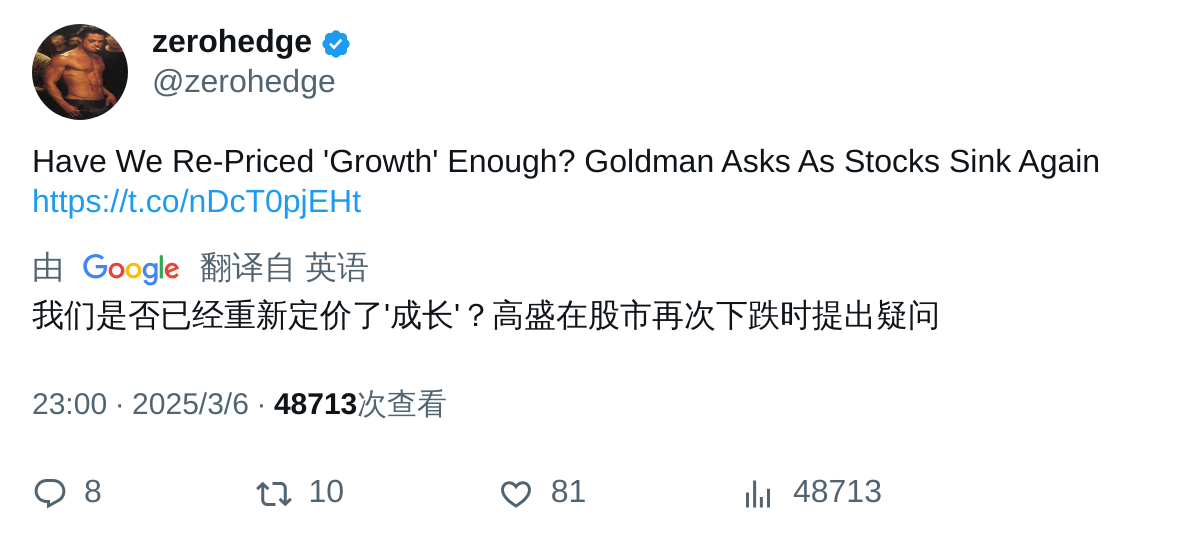 zerohedge
@zerohedge
Have We Re-Priced 'Growth' Enough? Goldman Asks As Stocks Sink Again
https://t.co/nDcT0pjEHt
由 Google 翻译自 英语
我们是否已经重新定价了'成长'？高盛在股市再次下跌时提出疑问
23:00 · 2025/3/6 · 48713次查看
8 10 81 48713